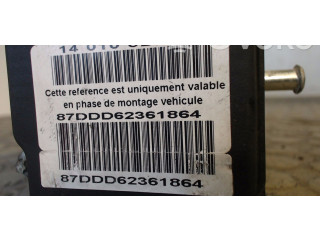 Cette reference est uniquement valable
en phase de montage vehicule
87DDD62361864
87DDD62361864